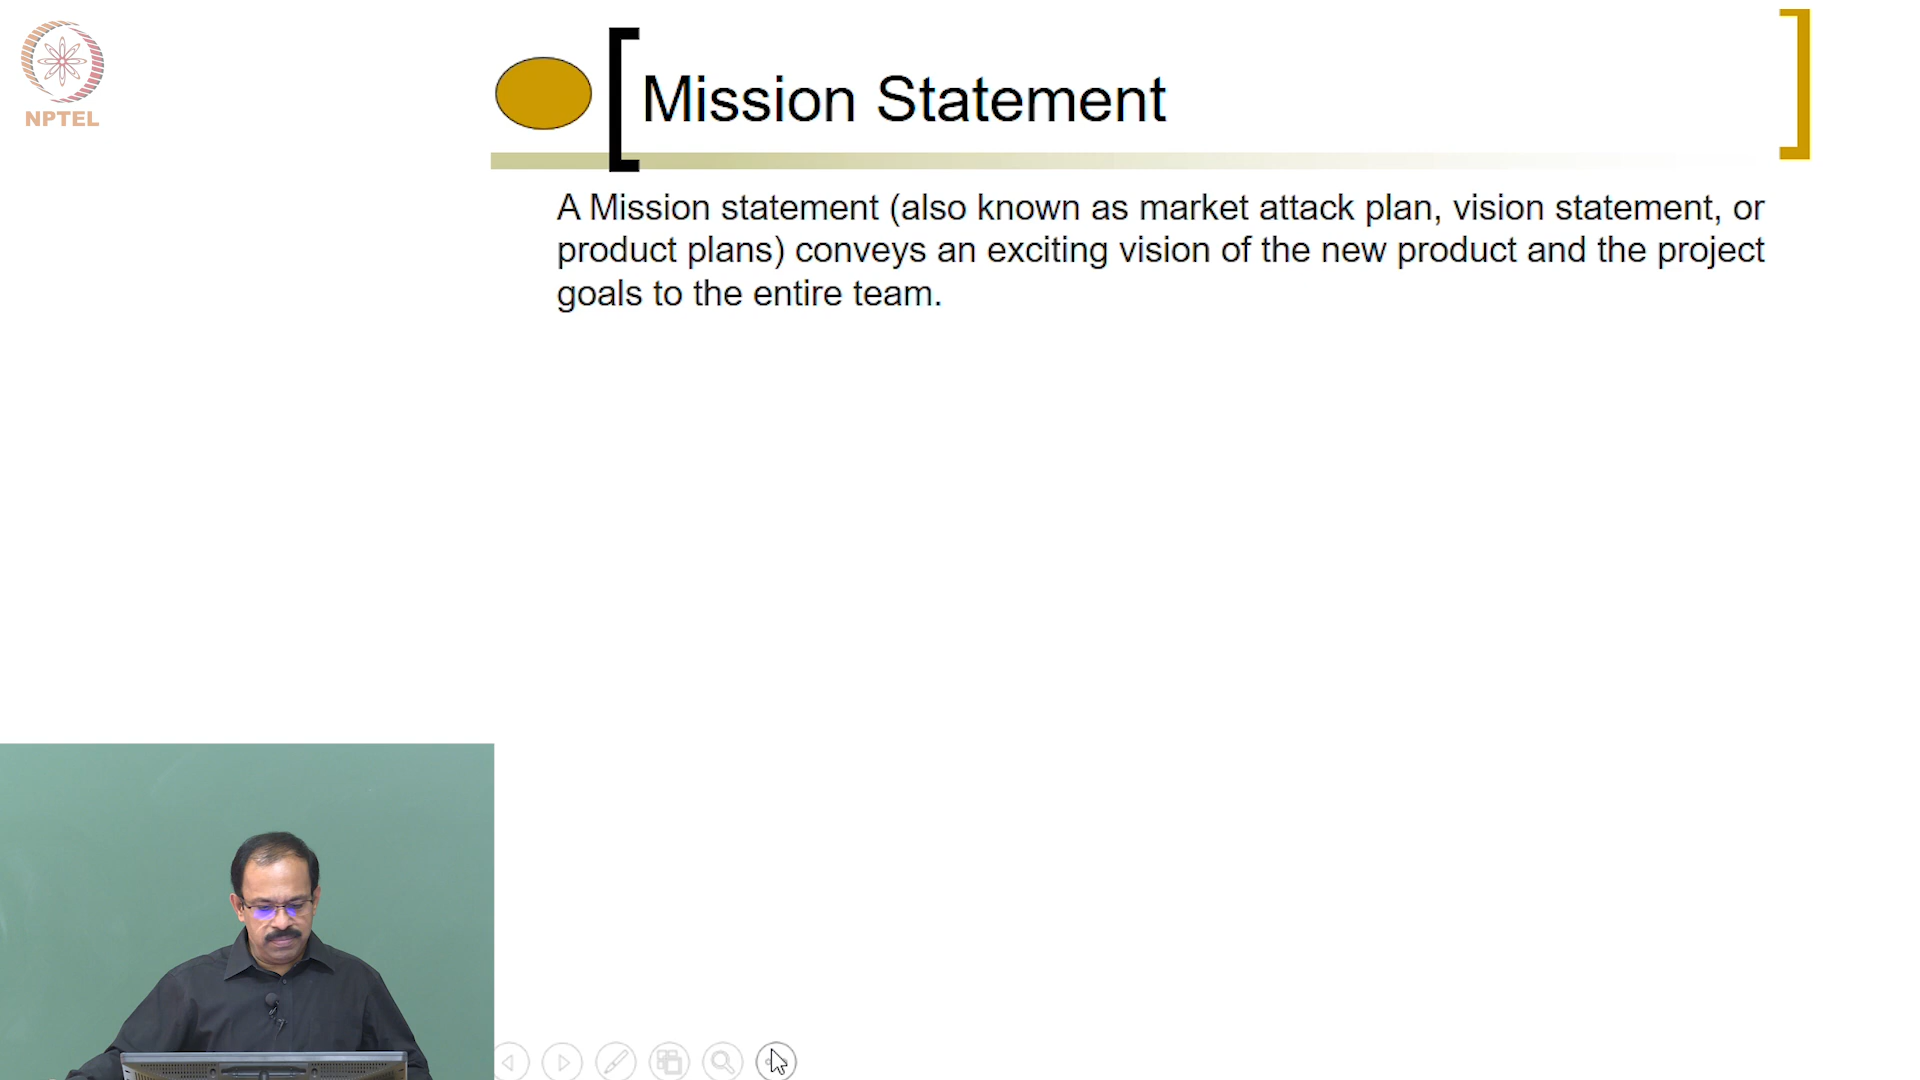 NPTEL
Mission Statement
A Mission statement (also known as market attack plan, vision statement, or
product plans) conveys an exciting vision of the new product and the project
goals to the entire team.